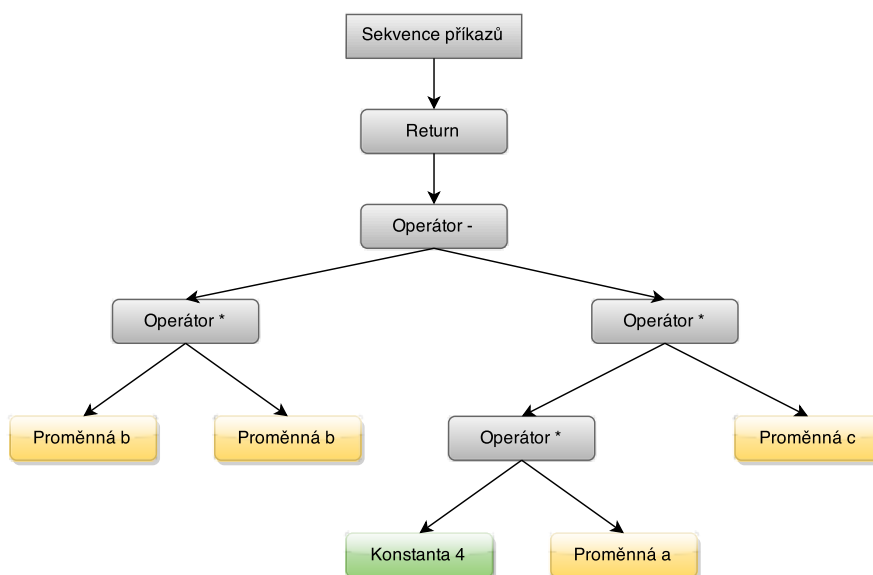 Sekvence příkazů
Return
Operátor -
Operátor *
Operátor *
Proměnná b
Proměnná b
Operátor *
Proměnná c
Konstanta 4
Proměnná a